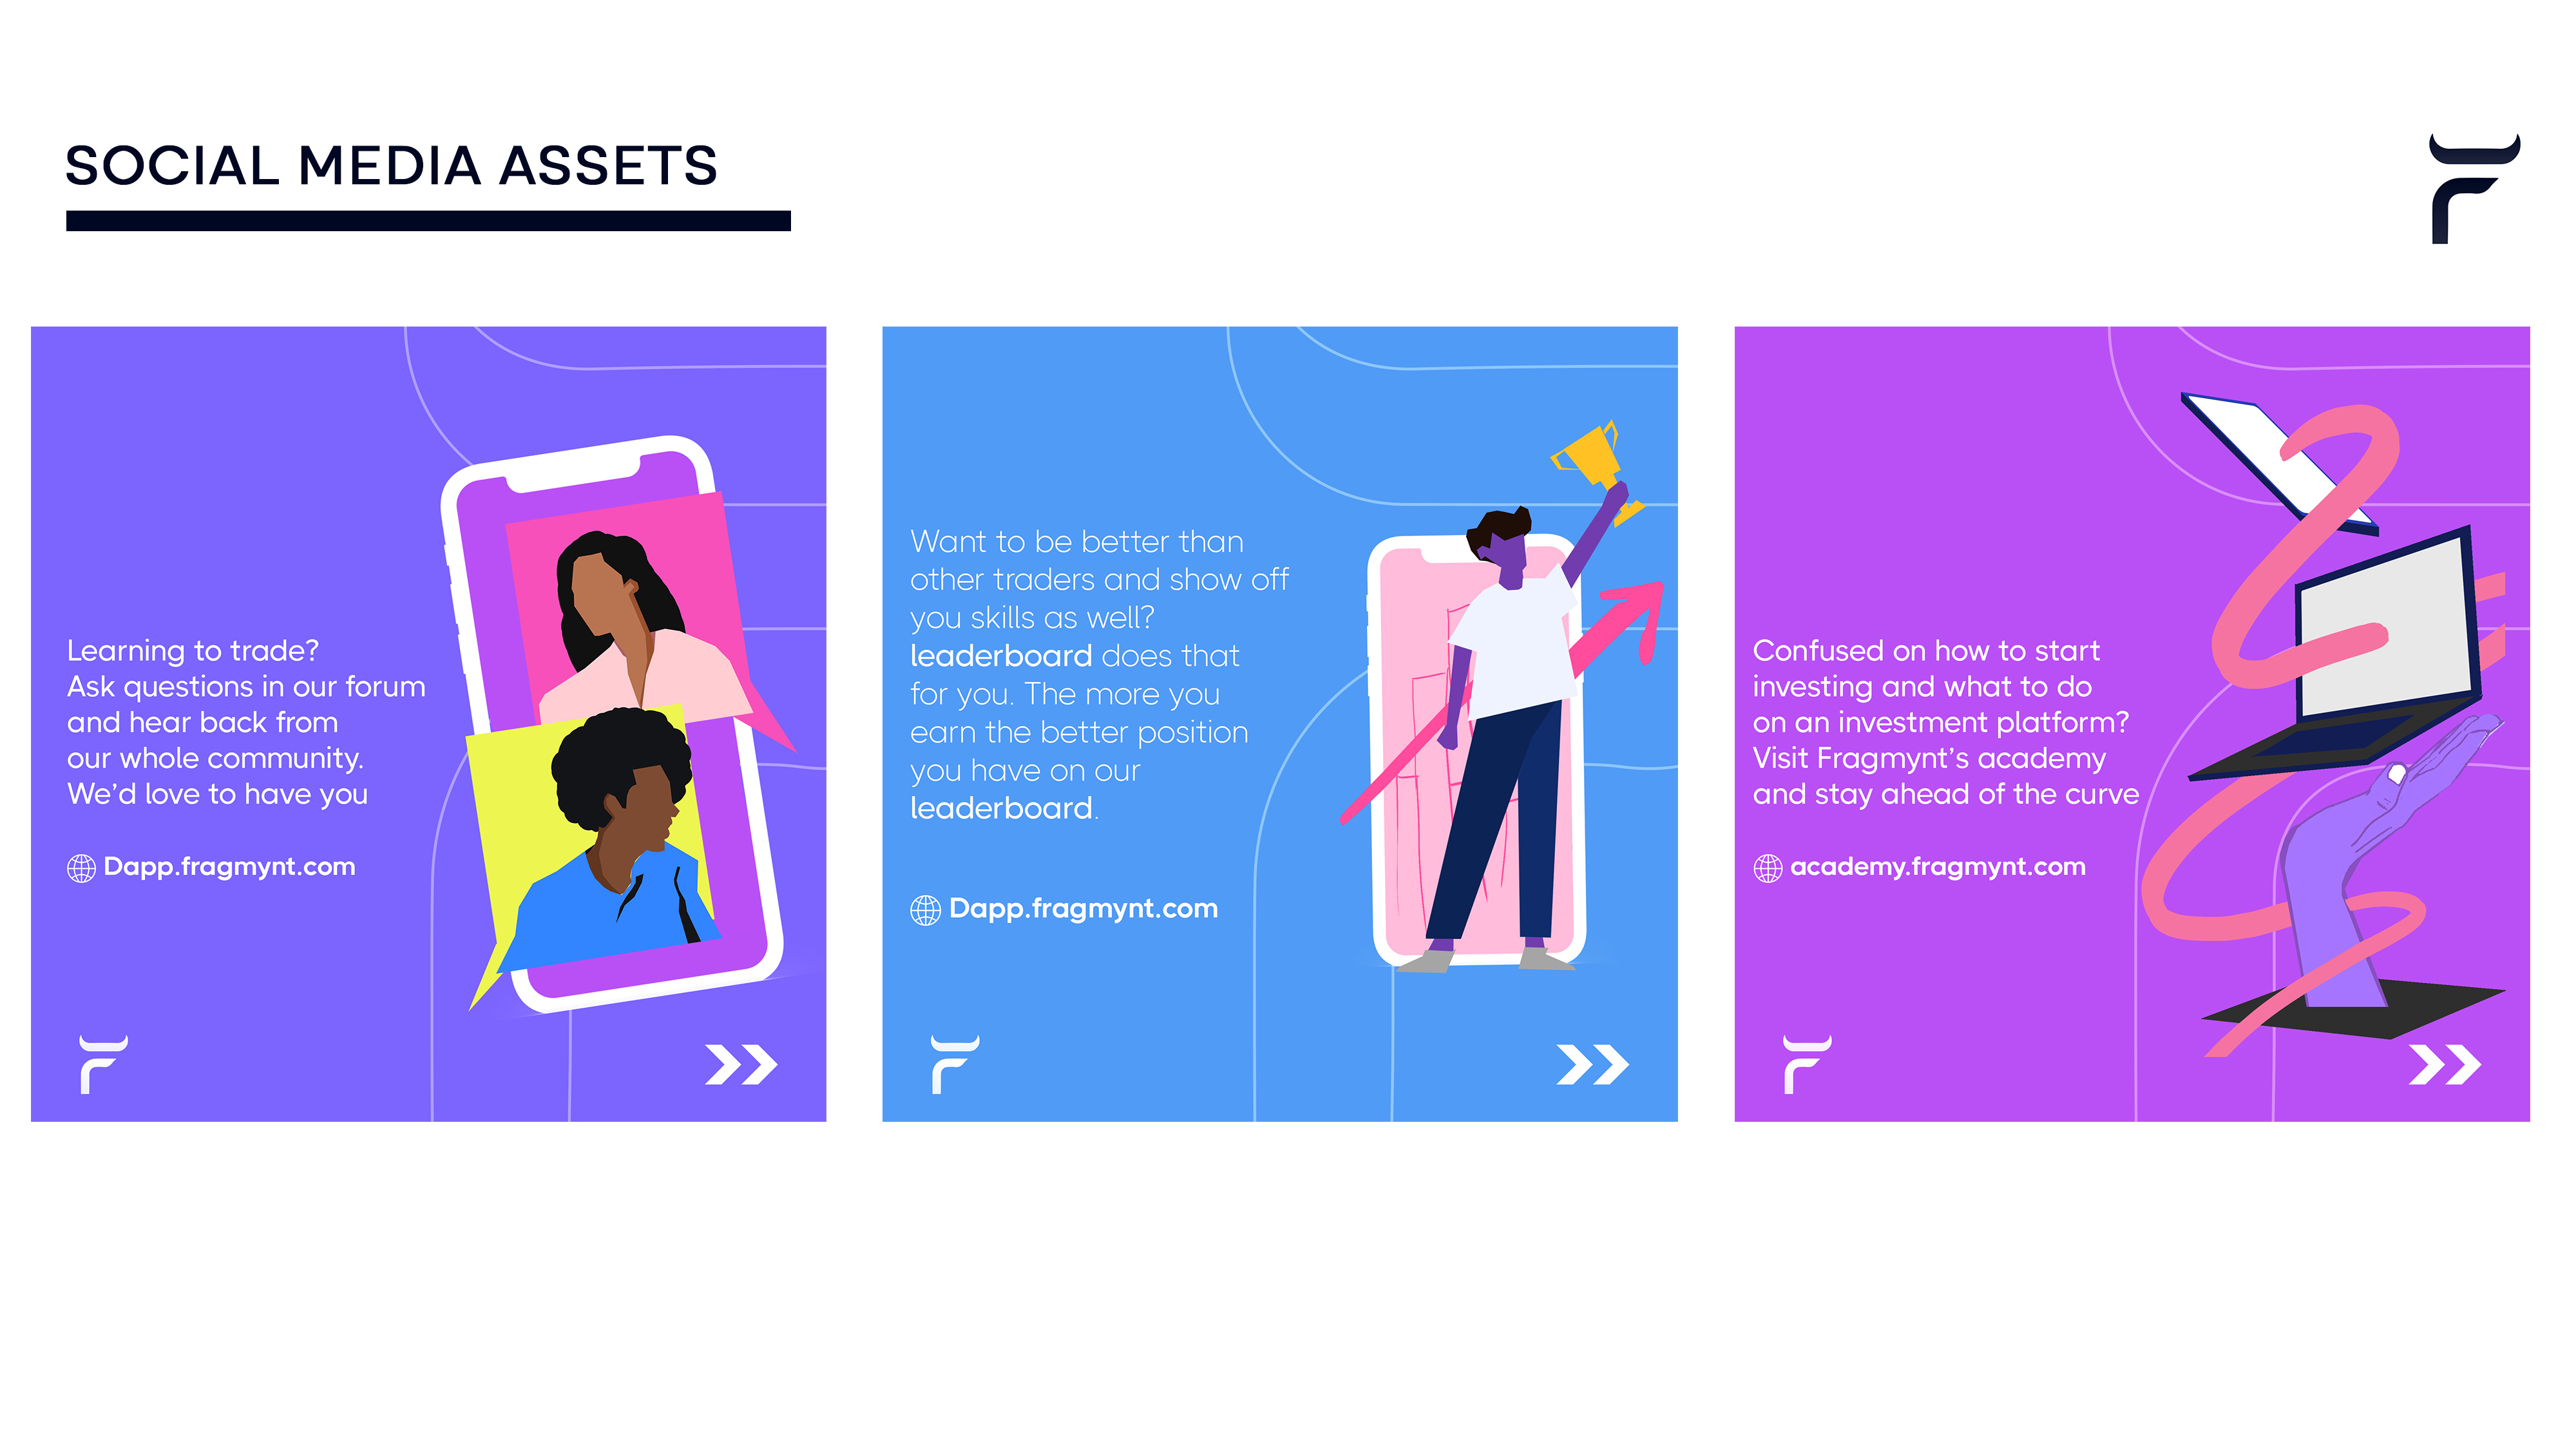 SOCIAL MEDIA ASSETS
Learning to trade?
Ask questions in our forum
and hear back from
our whole community.
We'd love to have you
Dapp.fragmynt.com
Want to be better than
other traders and show off
you skills as well?
leaderboard does that
for you. The more you
earn the better position
you have on our
leaderboard.
Dapp.fragmynt.com
Confused on how to start
investing and what to do
on an investment platform?
Visit Fragmynt's academy
and stay ahead of the curve
academy.fragmynt.com